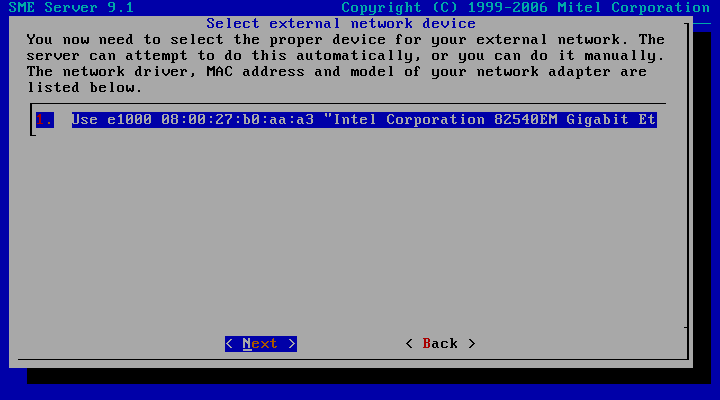 SME Server 9.1 Copyright (C) 1999-2006 Mitel Corporation
Select external network device
You now need to select the proper device for your external network. The
server can attempt to do this automatically, or you can do it manually.
The network driver, MAC address and model of your network adapter are
listed below.
1. Use e1000 08:00:27:b0:aa:a3 "Intel Corporation 82540EM Gigabit Et
< Next > < Back >